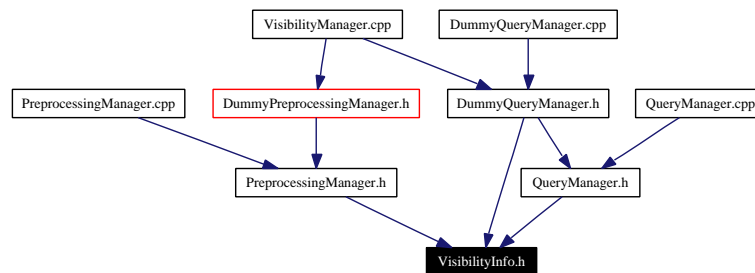 VisibilityManager.cpp
DummyQueryManager.cpp
PreprocessingManager.cpp
DummyPreprocessingManager.h
DummyQueryManager.h
QueryManager.cpp
PreprocessingManager.h
QueryManager.h
VisibilityInfo.h